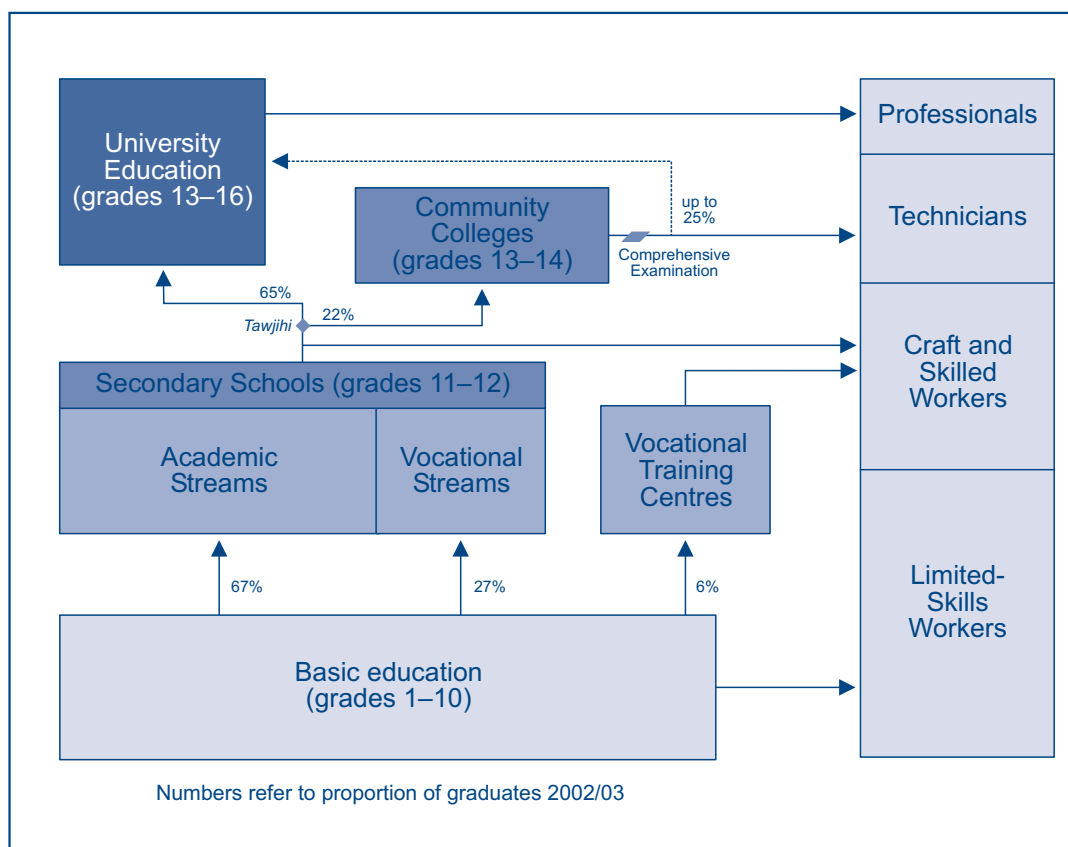 University
Education
(grades 13–16)
Professionals
Community
Colleges
(grades 13–14)
up to
25%
Comprehensive
Examination
Technicians
65%
Tawjihi
22%
Secondary Schools (grades 11–12)
Academic
Streams
Vocational
Streams
Vocational
Training
Centres
Craft and
Skilled
Workers
67%
27%
6%
Limited-
Skills
Workers
Basic education
(grades 1–10)
Numbers refer to proportion of graduates 2002/03